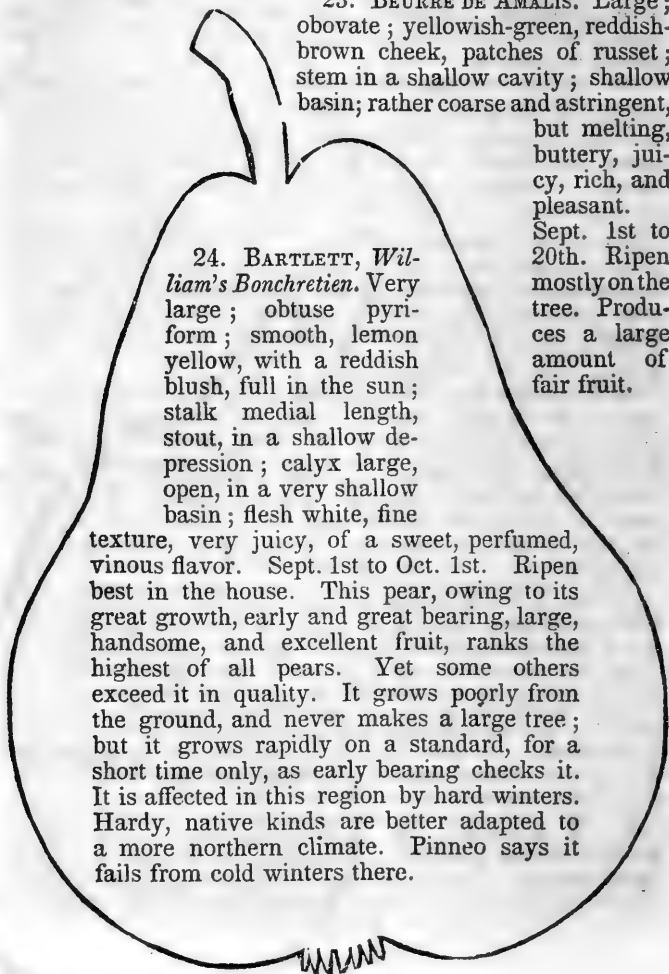 23. BEURRE DE AMALIS. Large;
obovate; yellowish-green, reddish-
brown cheek, patches of russet;
stem in a shallow cavity; shallow
basin; rather coarse and astringent,
but melting,
buttery, jui-
cy, rich, and
pleasant.
Sept. 1st to
20th. Ripen
mostly on the
tree. Produ-
ces a large
amount of
fair fruit.
24. BARTLETT, Wil-
liam's Bonchretien. Very
large; obtuse pyri-
form; smooth, lemon
yellow, with a reddish
blush, full in the sun;
stalk medial length,
stout, in a shallow de-
pression; calyx large,
open, in a very shallow
basin; flesh white, fine
texture, very juicy, of a sweet, perfumed,
vinous flavor. Sept. 1st to Oct. 1st. Ripen
best in the house. This pear, owing to its
great growth, early and great bearing, large,
handsome, and excellent fruit, ranks the
highest of all pears. Yet some others
exceed it in quality. It grows poorly from
the ground, and never makes a large tree;
but it grows rapidly on a standard, for a
short time only, as early bearing checks it.
It is affected in this region by hard winters.
Hardy, native kinds are better adapted to
a more northern climate. Pinneo says it
fails from cold winters there.